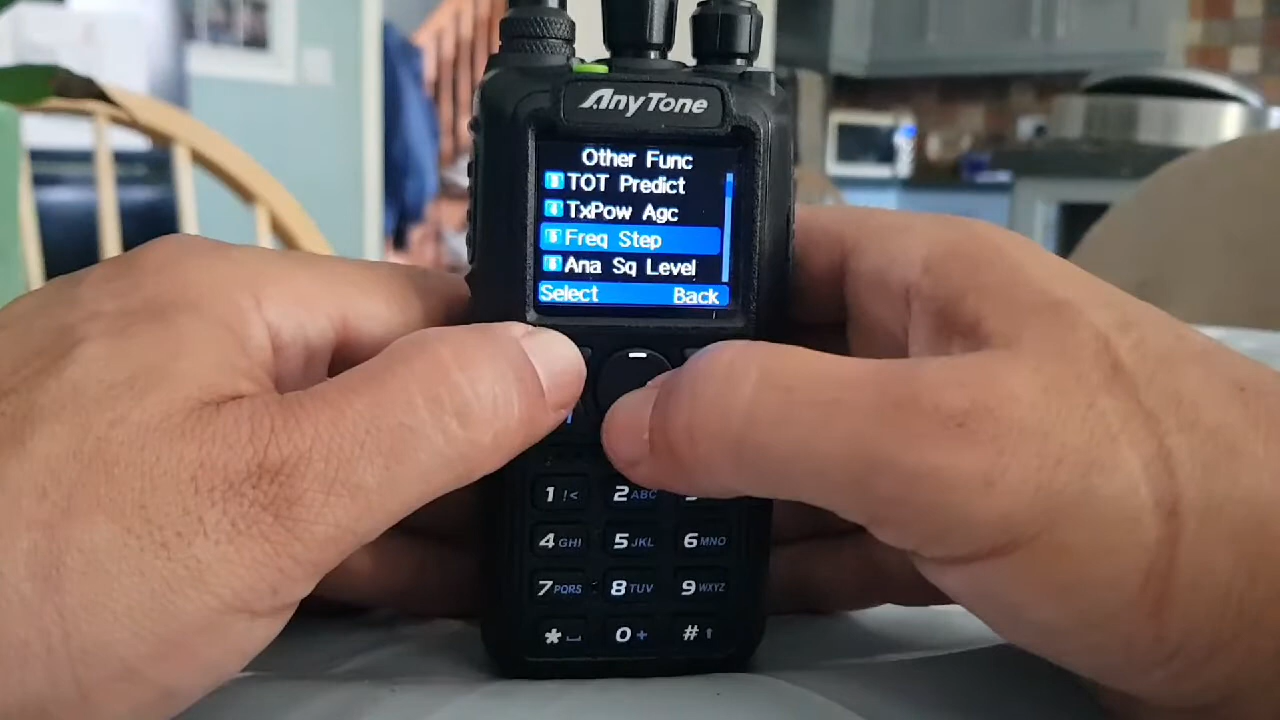 AnyTone
Other Func
TOT Predict
TxPow Agc
5 Freq Step
Ana Sq Level
Select Back
1 !< 2 ABC
4 GHI 5 JKL 6 MNO
7 PQRS 8 TUV 9 WXYZ
* 0 + #